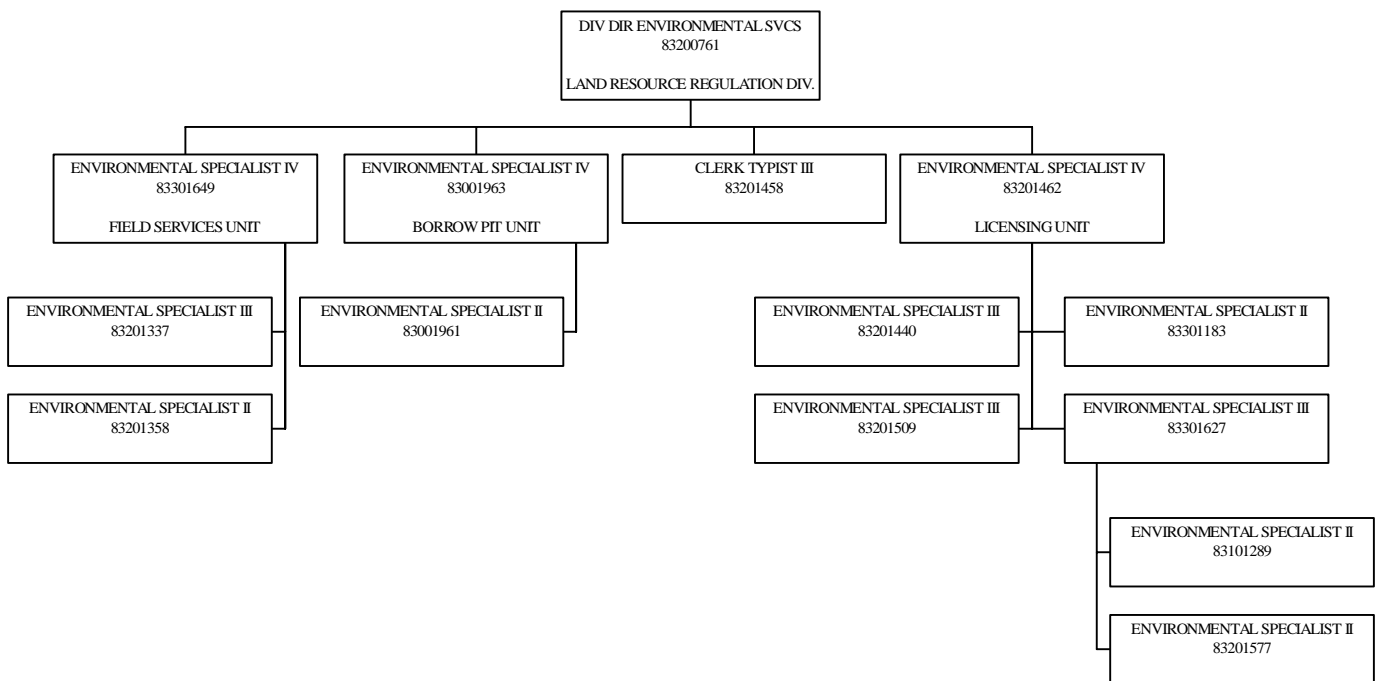 DIV DIR ENVIRONMENTAL SVCS
83200761
LAND RESOURCE REGULATION DIV.
ENVIRONMENTAL SPECIALIST IV
83301649
FIELD SERVICES UNIT
ENVIRONMENTAL SPECIALIST IV
83001963
BORROW PIT UNIT
CLERK TYPIST III
83201458
ENVIRONMENTAL SPECIALIST IV
83201462
LICENSING UNIT
ENVIRONMENTAL SPECIALIST III
83201337
ENVIRONMENTAL SPECIALIST II
83001961
ENVIRONMENTAL SPECIALIST III
83201440
ENVIRONMENTAL SPECIALIST II
83301183
ENVIRONMENTAL SPECIALIST II
83201358
ENVIRONMENTAL SPECIALIST III
83201509
ENVIRONMENTAL SPECIALIST III
83301627
ENVIRONMENTAL SPECIALIST II
83101289
ENVIRONMENTAL SPECIALIST II
83201577